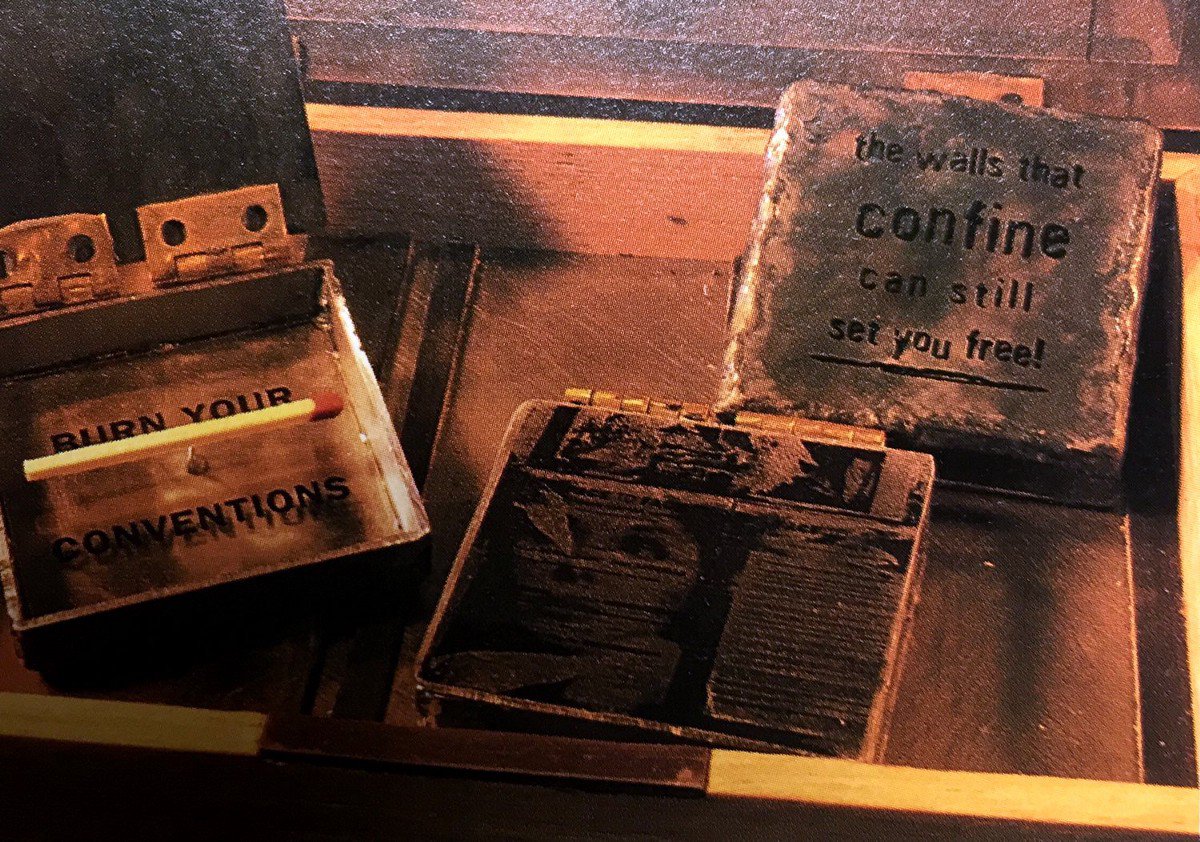 BURN YOUR
CONVENTIONS
the walls that
confine
can still
set you free!